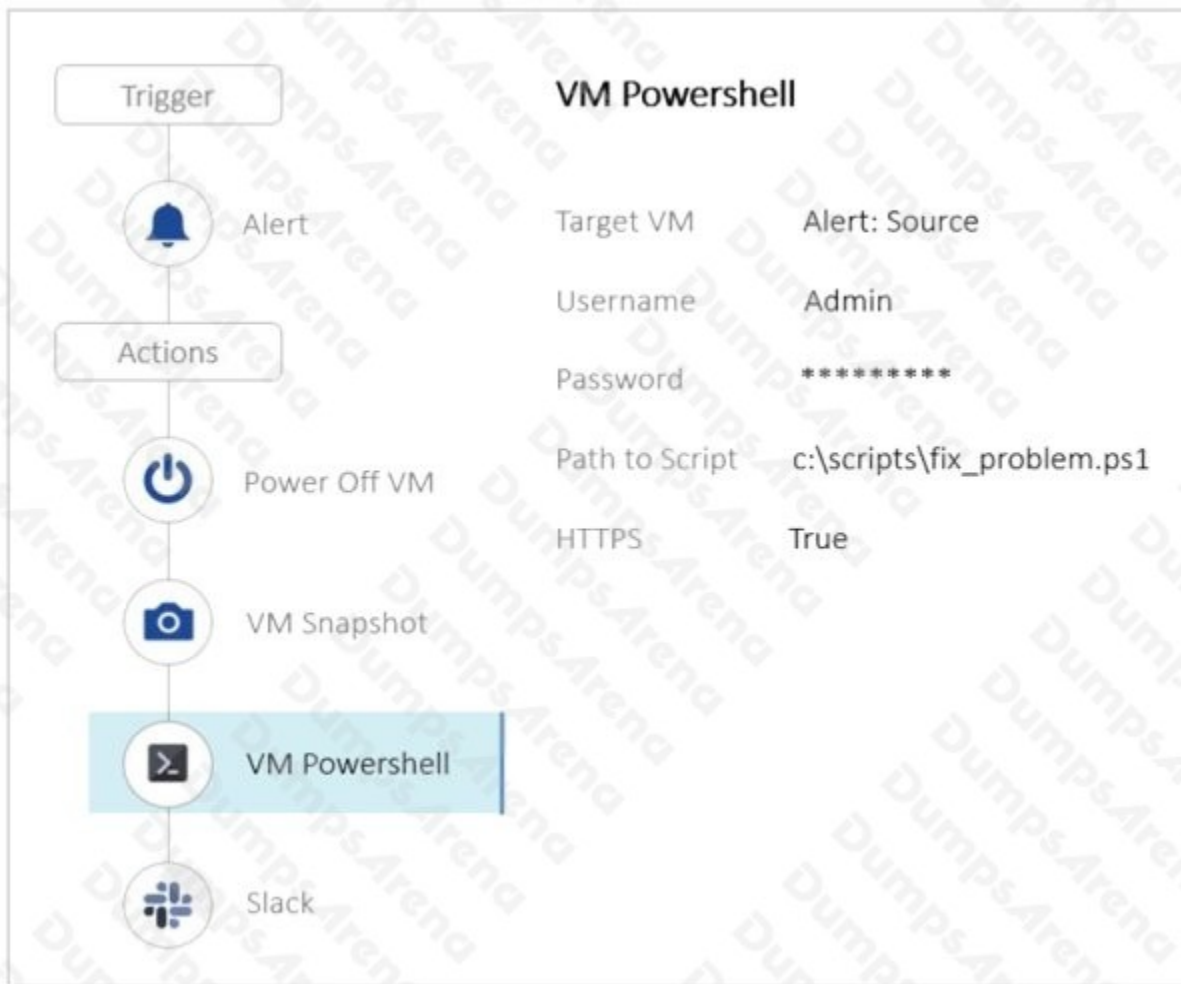 Trigger
VM Powershell
Alert
Target VM Alert: Source
Username Admin
Actions
Password *********
Path to Script c:\scripts\fix_problem.ps1
Power Off VM
HTTPS True
VM Snapshot
VM Powershell
Slack
DumpsArena